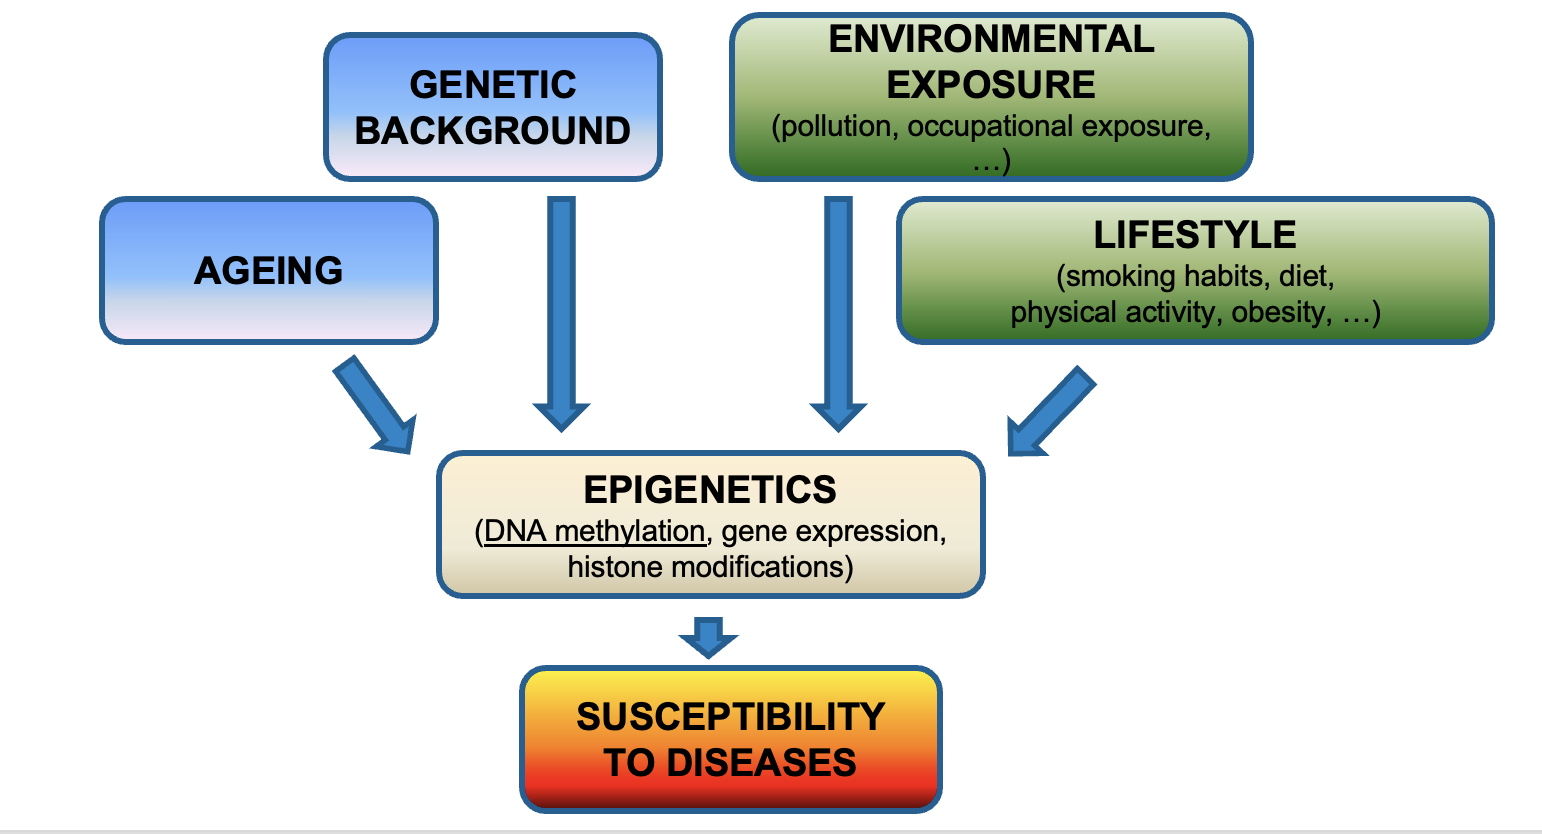 GENETIC
BACKGROUND
ENVIRONMENTAL
EXPOSURE
(pollution, occupational exposure,
…)
AGEING
LIFESTYLE
(smoking habits, diet,
physical activity, obesity, …)
EPIGENETICS
(DNA methylation, gene expression,
histone modifications)
SUSCEPTIBILITY
TO DISEASES